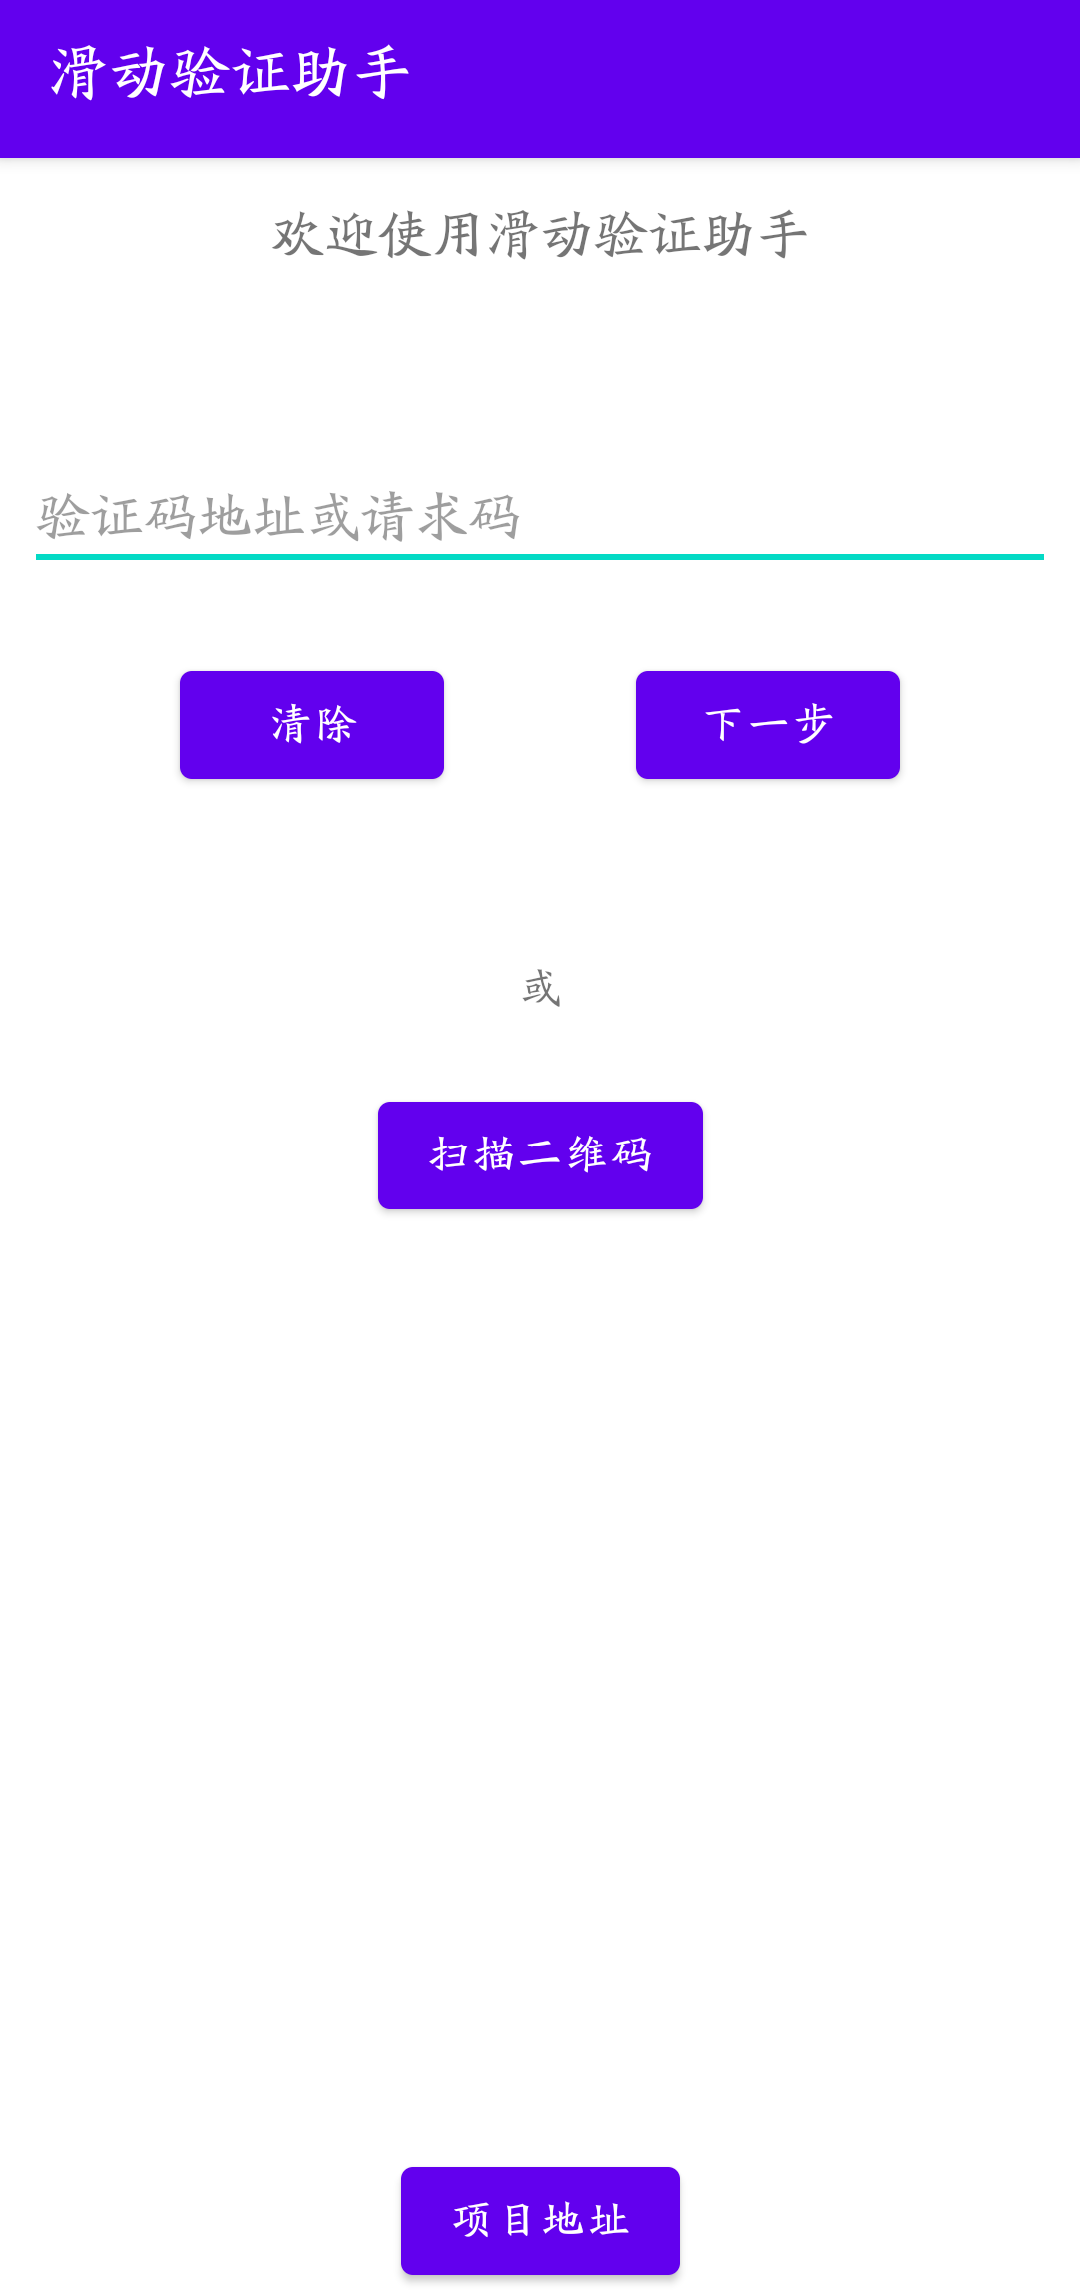 滑动验证助手
欢迎使用滑动验证助手
验证码地址或请求码
清除
下一步
或
扫描二维码
项目地址